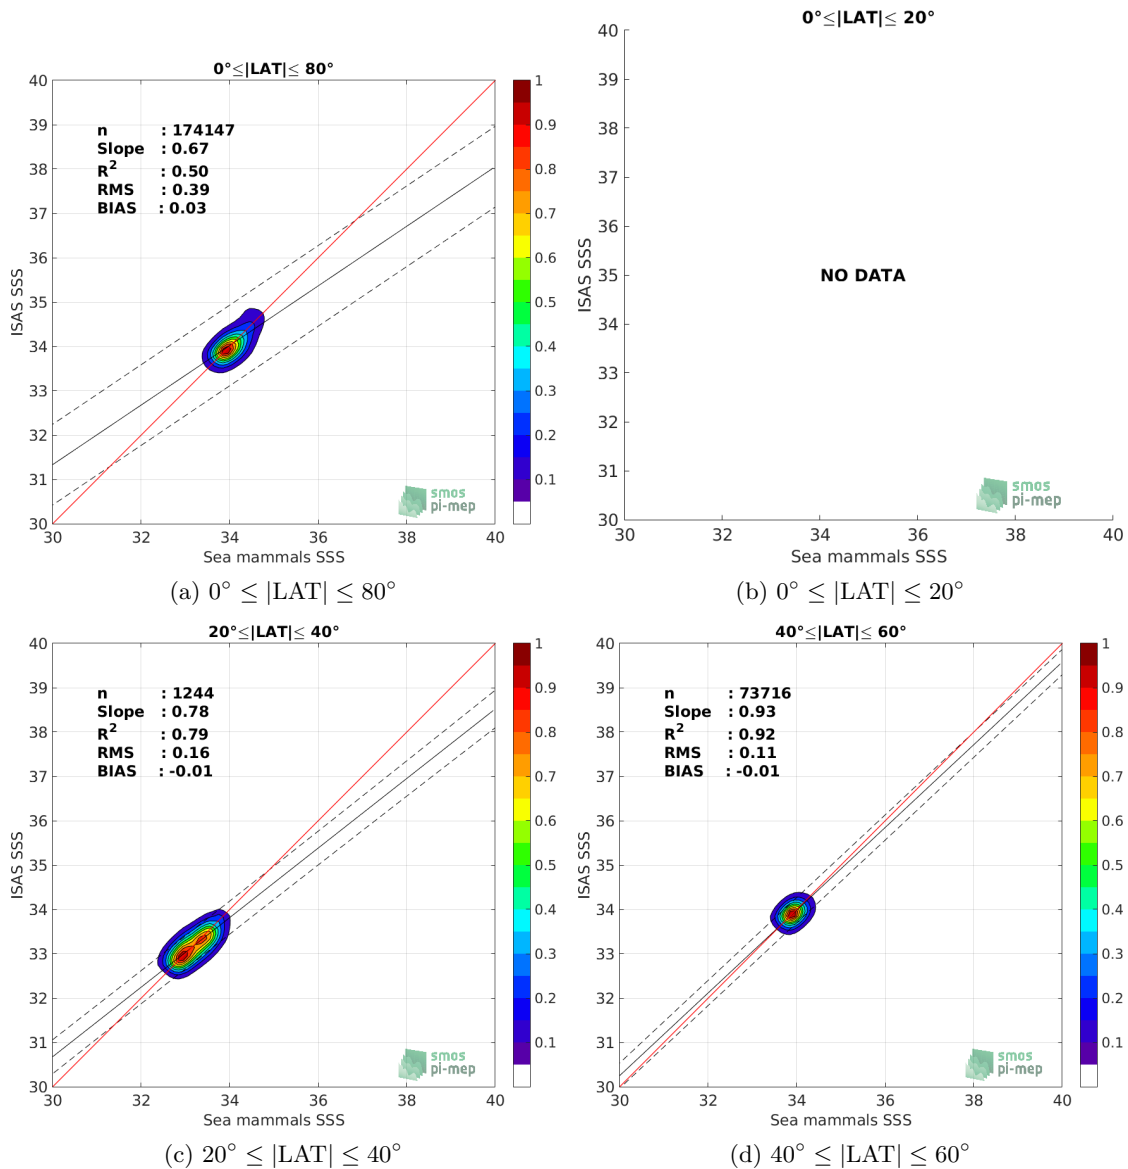 0°≤|LAT|≤ 80°
n : 174147
Slope : 0.67
R2 : 0.50
RMS : 0.39
BIAS : 0.03
40
39
38
37
36
35
34
33
32
31
30
ISAS SSS
30 32 34 36 38 40
Sea mammals SSS
1
0.9
0.8
0.7
0.6
0.5
0.4
0.3
0.2
0.1
smos
pi-mep
(a) 0° ≤ |LAT| ≤ 80°
0°≤|LAT|≤ 20°
40
39
38
37
36
35
34
33
32
31
30
ISAS SSS
NO DATA
smos
pi-mep
30 32 34 36 38 40
Sea mammals SSS
(b) 0° ≤ |LAT| ≤ 20°
20°≤|LAT|≤ 40°
n : 1244
Slope : 0.78
R2 : 0.79
RMS : 0.16
BIAS : -0.01
40
39
38
37
36
35
34
33
32
31
30
ISAS SSS
30 32 34 36 38 40
Sea mammals SSS
1
0.9
0.8
0.7
0.6
0.5
0.4
0.3
0.2
0.1
smos
pi-mep
(c) 20° ≤ |LAT| ≤ 40°
40°≤|LAT|≤ 60°
n : 73716
Slope : 0.93
R2 : 0.92
RMS : 0.11
BIAS : -0.01
40
39
38
37
36
35
34
33
32
31
30
ISAS SSS
30 32 34 36 38 40
Sea mammals SSS
1
0.9
0.8
0.7
0.6
0.5
0.4
0.3
0.2
0.1
smos
pi-mep
(d) 40° ≤ |LAT| ≤ 60°